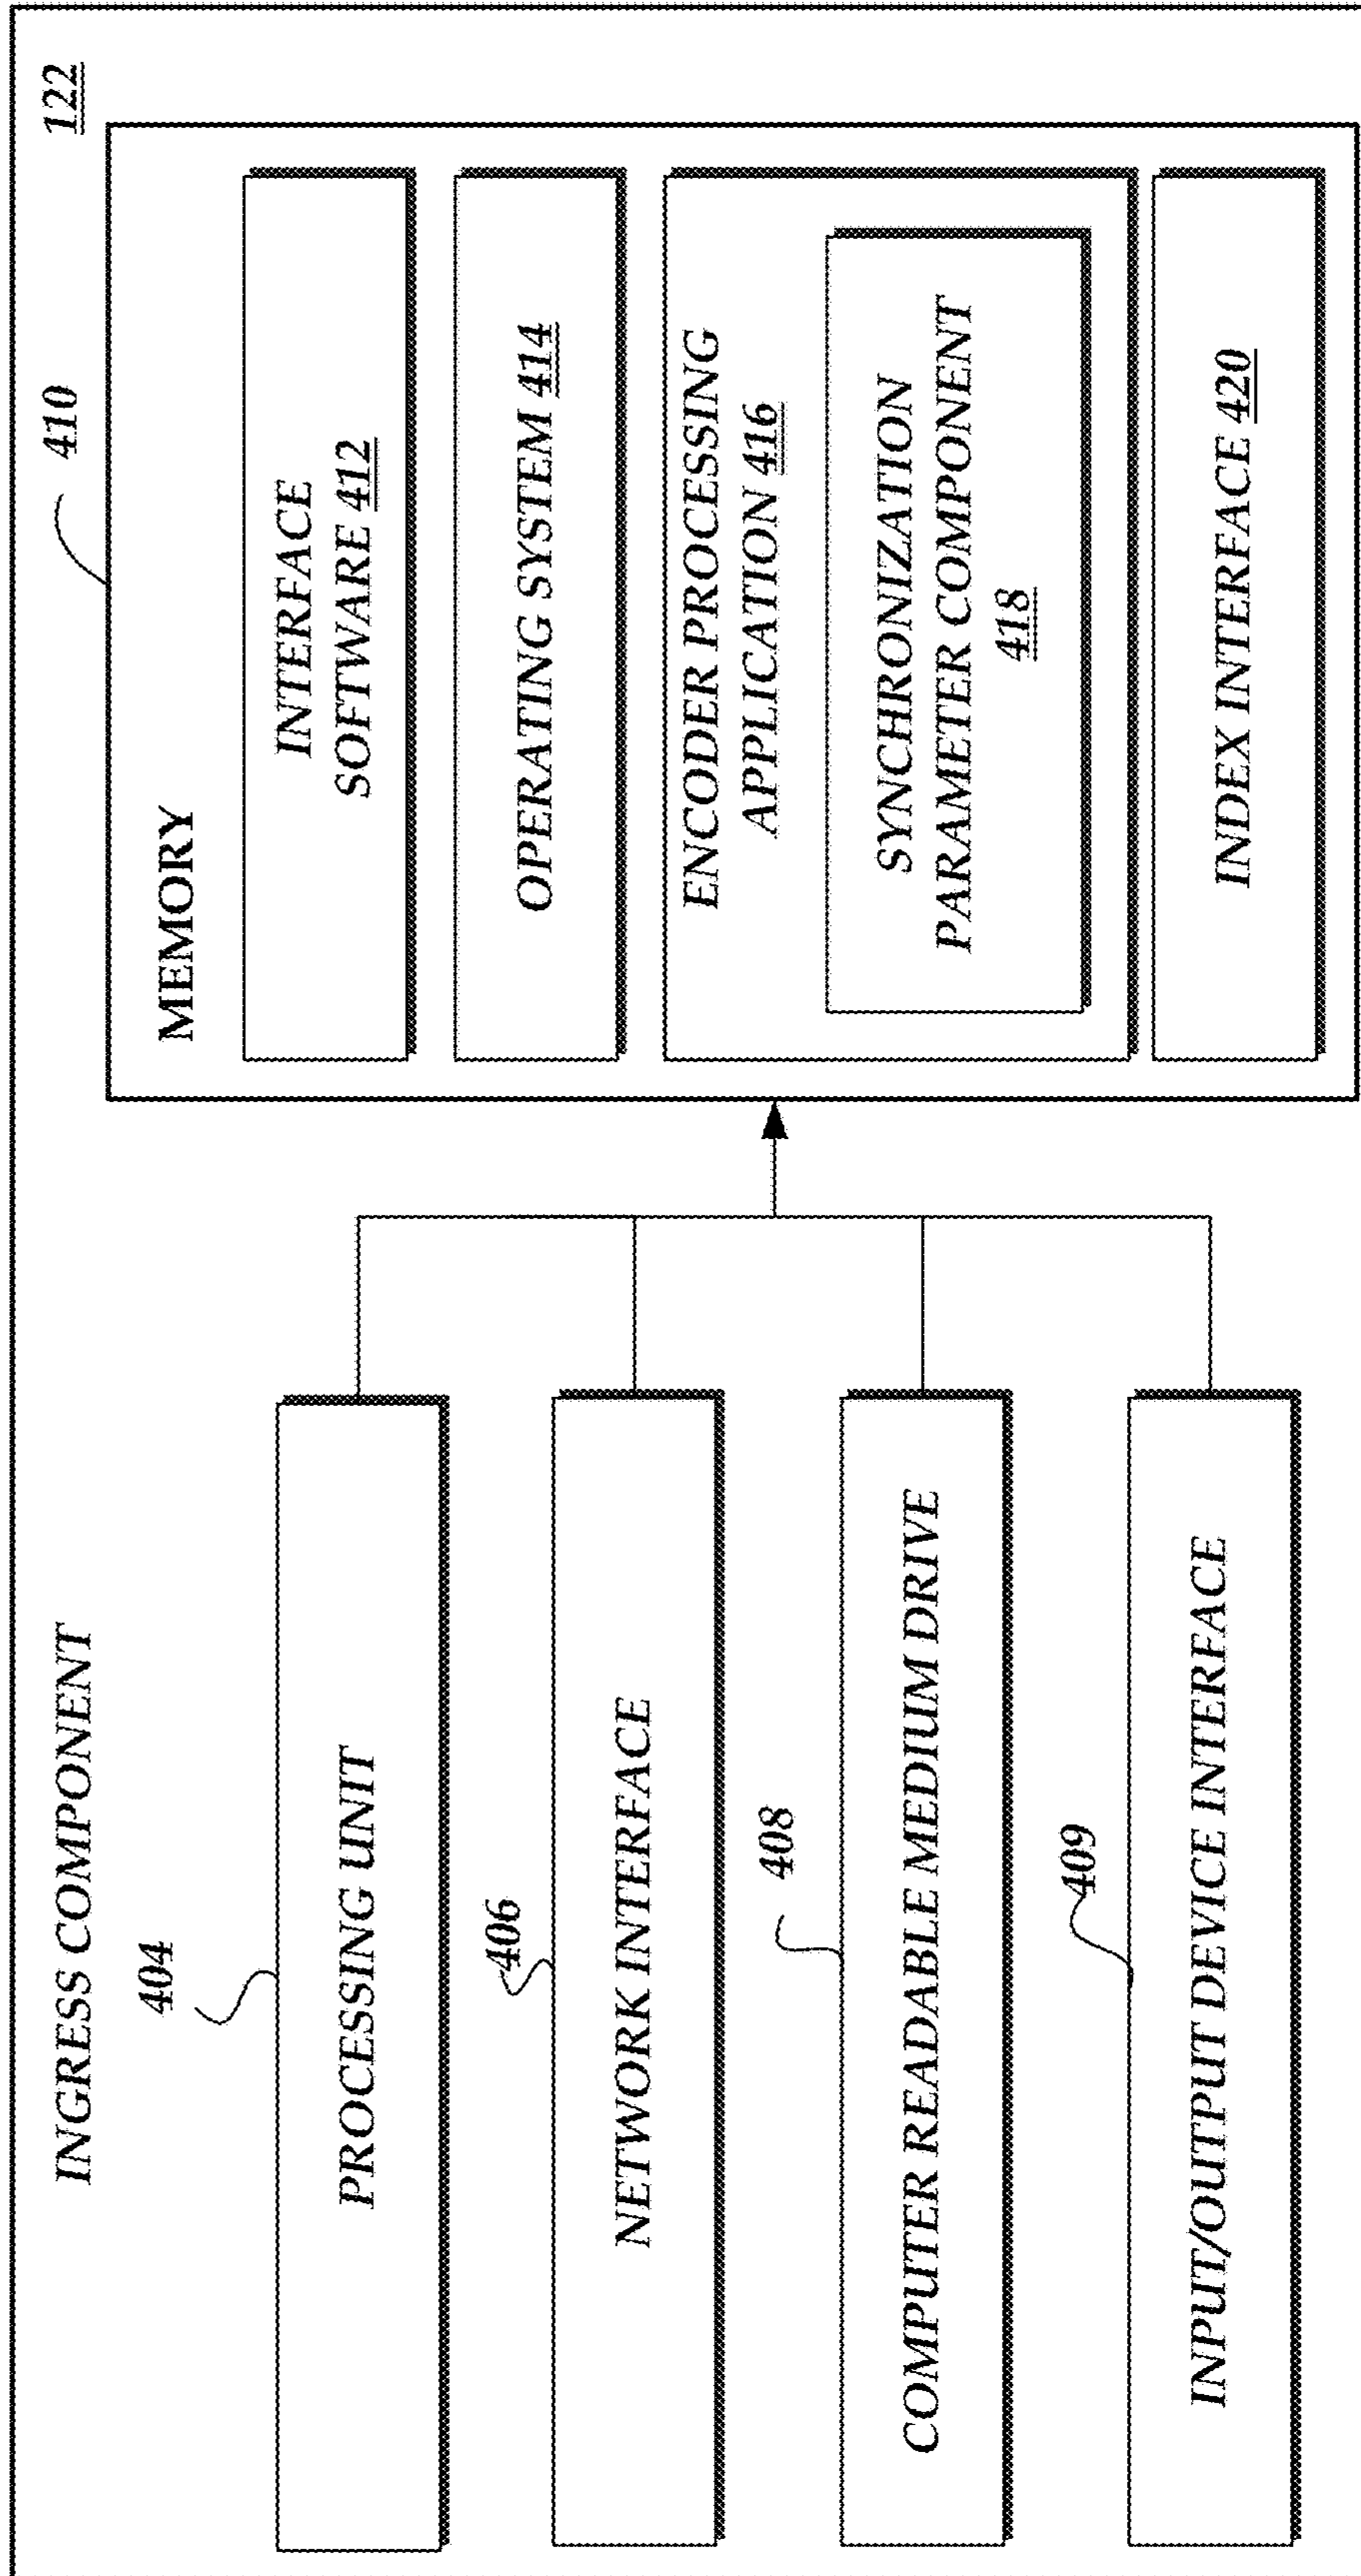 INGRESS COMPONENT
122
404
PROCESSING UNIT
406
NETWORK INTERFACE
408
COMPUTER READABLE MEDIUM DRIVE
409
INPUT/OUTPUT DEVICE INTERFACE
410
MEMORY
INTERFACE
SOFTWARE 412
OPERATING SYSTEM 414
ENCODER PROCESSING
APPLICATION 416
SYNCHRONIZATION
PARAMETER COMPONENT
418
INDEX INTERFACE 420